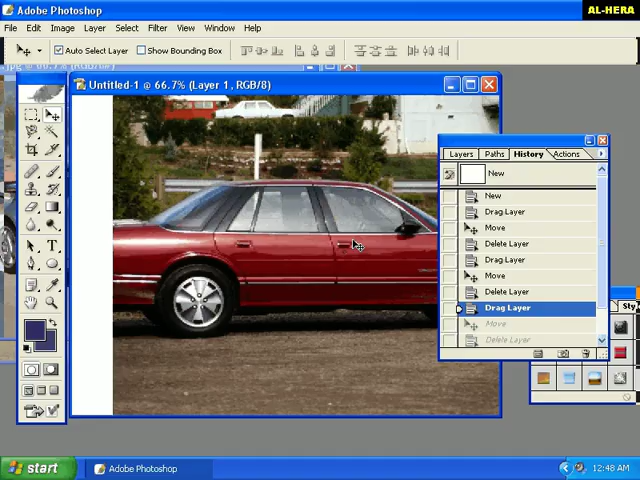 Adobe Photoshop
AL-HERA
File Edit Image Layer Select Filter View Window Help
Auto Select Layer Show Bounding Box
Untitled-1 @ 66.7% (Layer 1, RGB/8)
Layers Paths History Actions
New
New
Drag Layer
Move
Delete Layer
Drag Layer
Move
Delete Layer
Drag Layer
Move
Delete Layer
Sty
start
Adobe Photoshop
12:48 AM